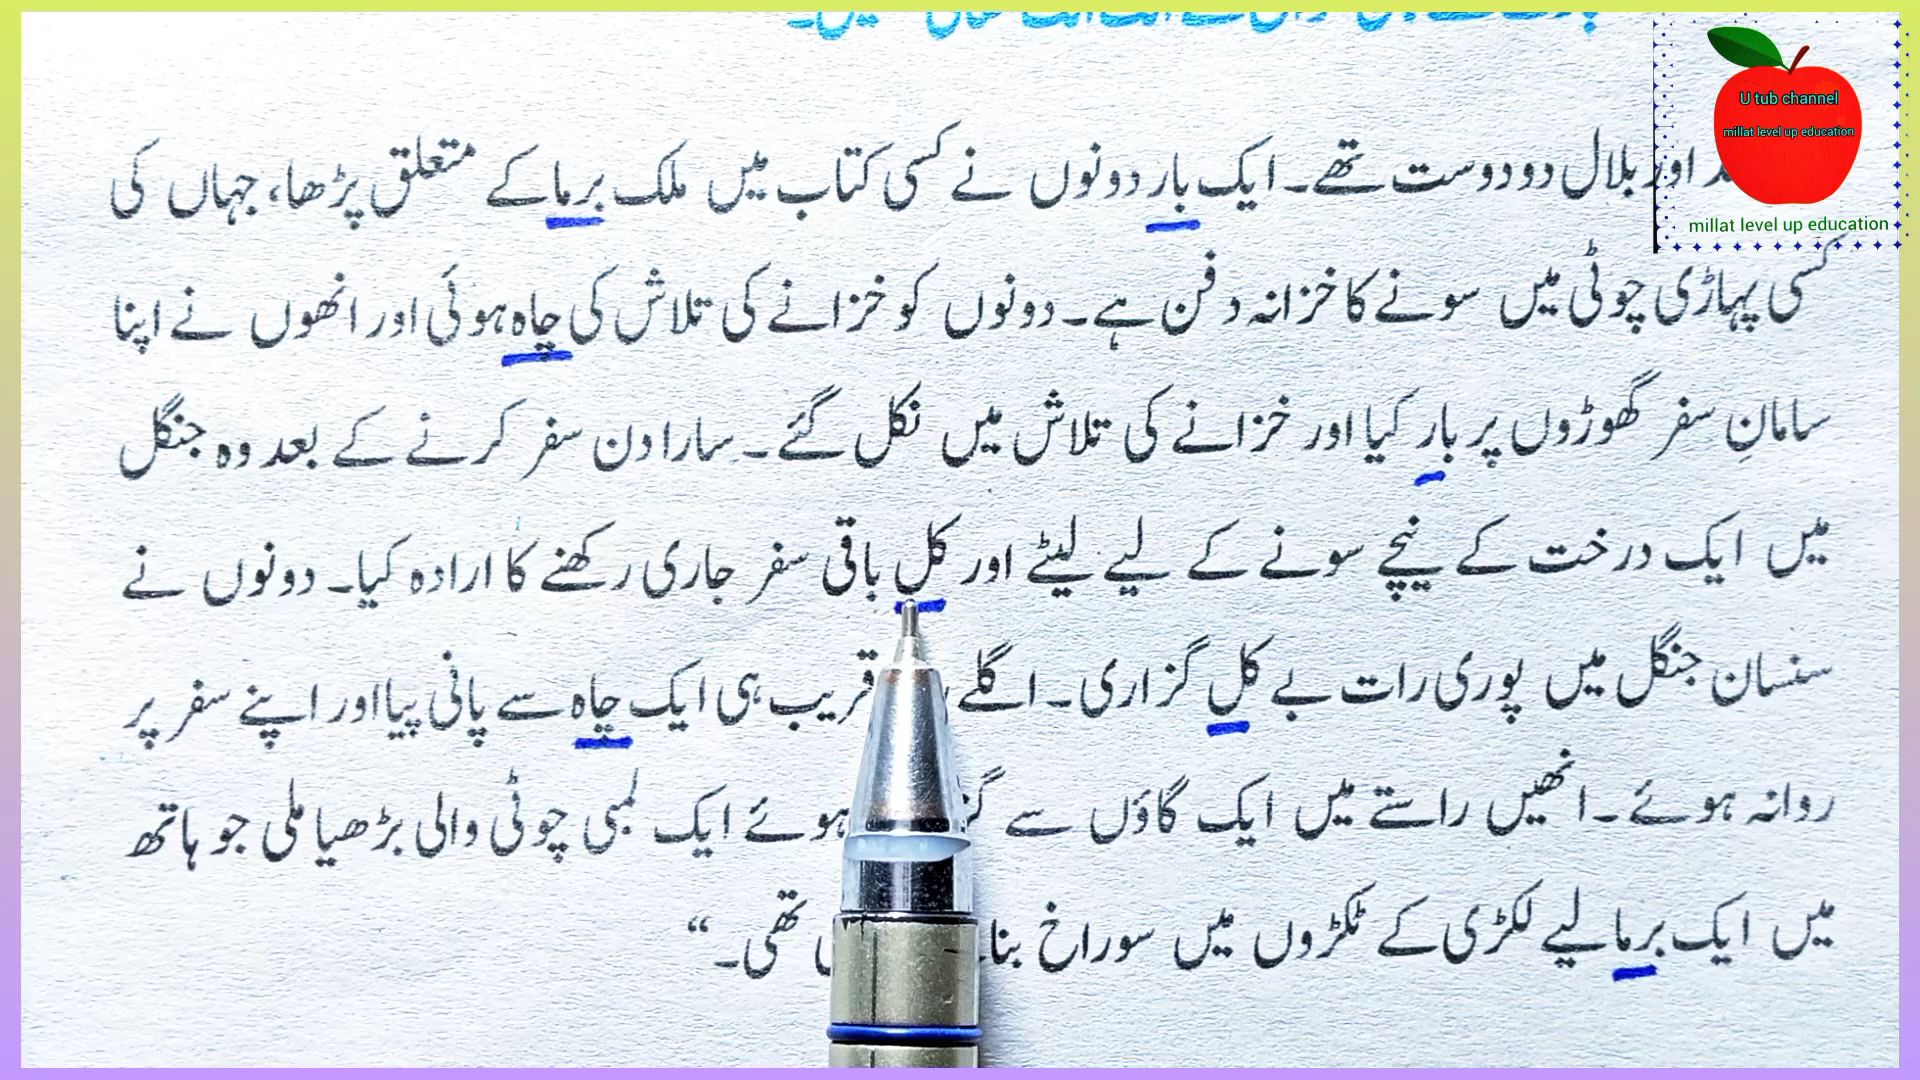 U tub channel
millat level up education
millat level up education
اور بلال دو دوست تھے۔ ایک بار دونوں نے کسی کتاب میں ملک برما کے متعلق پڑھا، جہاں کی
کسی پہاڑی چوٹی میں سونے کا خزانہ دفن ہے۔ دونوں کو خزانے کی تلاش کی چاہ ہوئی اور انھوں نے اپنا
سامانِ سفر گھوڑوں پر بار کیا اور خزانے کی تلاش میں نکل گئے۔ سارا دن سفر کرنے کے بعد وہ جنگل
میں ایک درخت کے نیچے سونے کے لیے لیٹے اور کل باقی سفر جاری رکھنے کا ارادہ کیا۔ دونوں نے
سنسان جنگل میں پوری رات بے کل گزاری۔ اگلے قریب ہی ایک چاہ سے پانی پیا اور اپنے سفر پر
روانہ ہوئے۔ انھیں راستے میں ایک گاؤں سے ہوئے ایک لمبی چوٹی والی بڑھیا ملی جو ہاتھ
میں ایک برما لیے لکڑی کے ٹکڑوں میں سوراخ تھی۔“